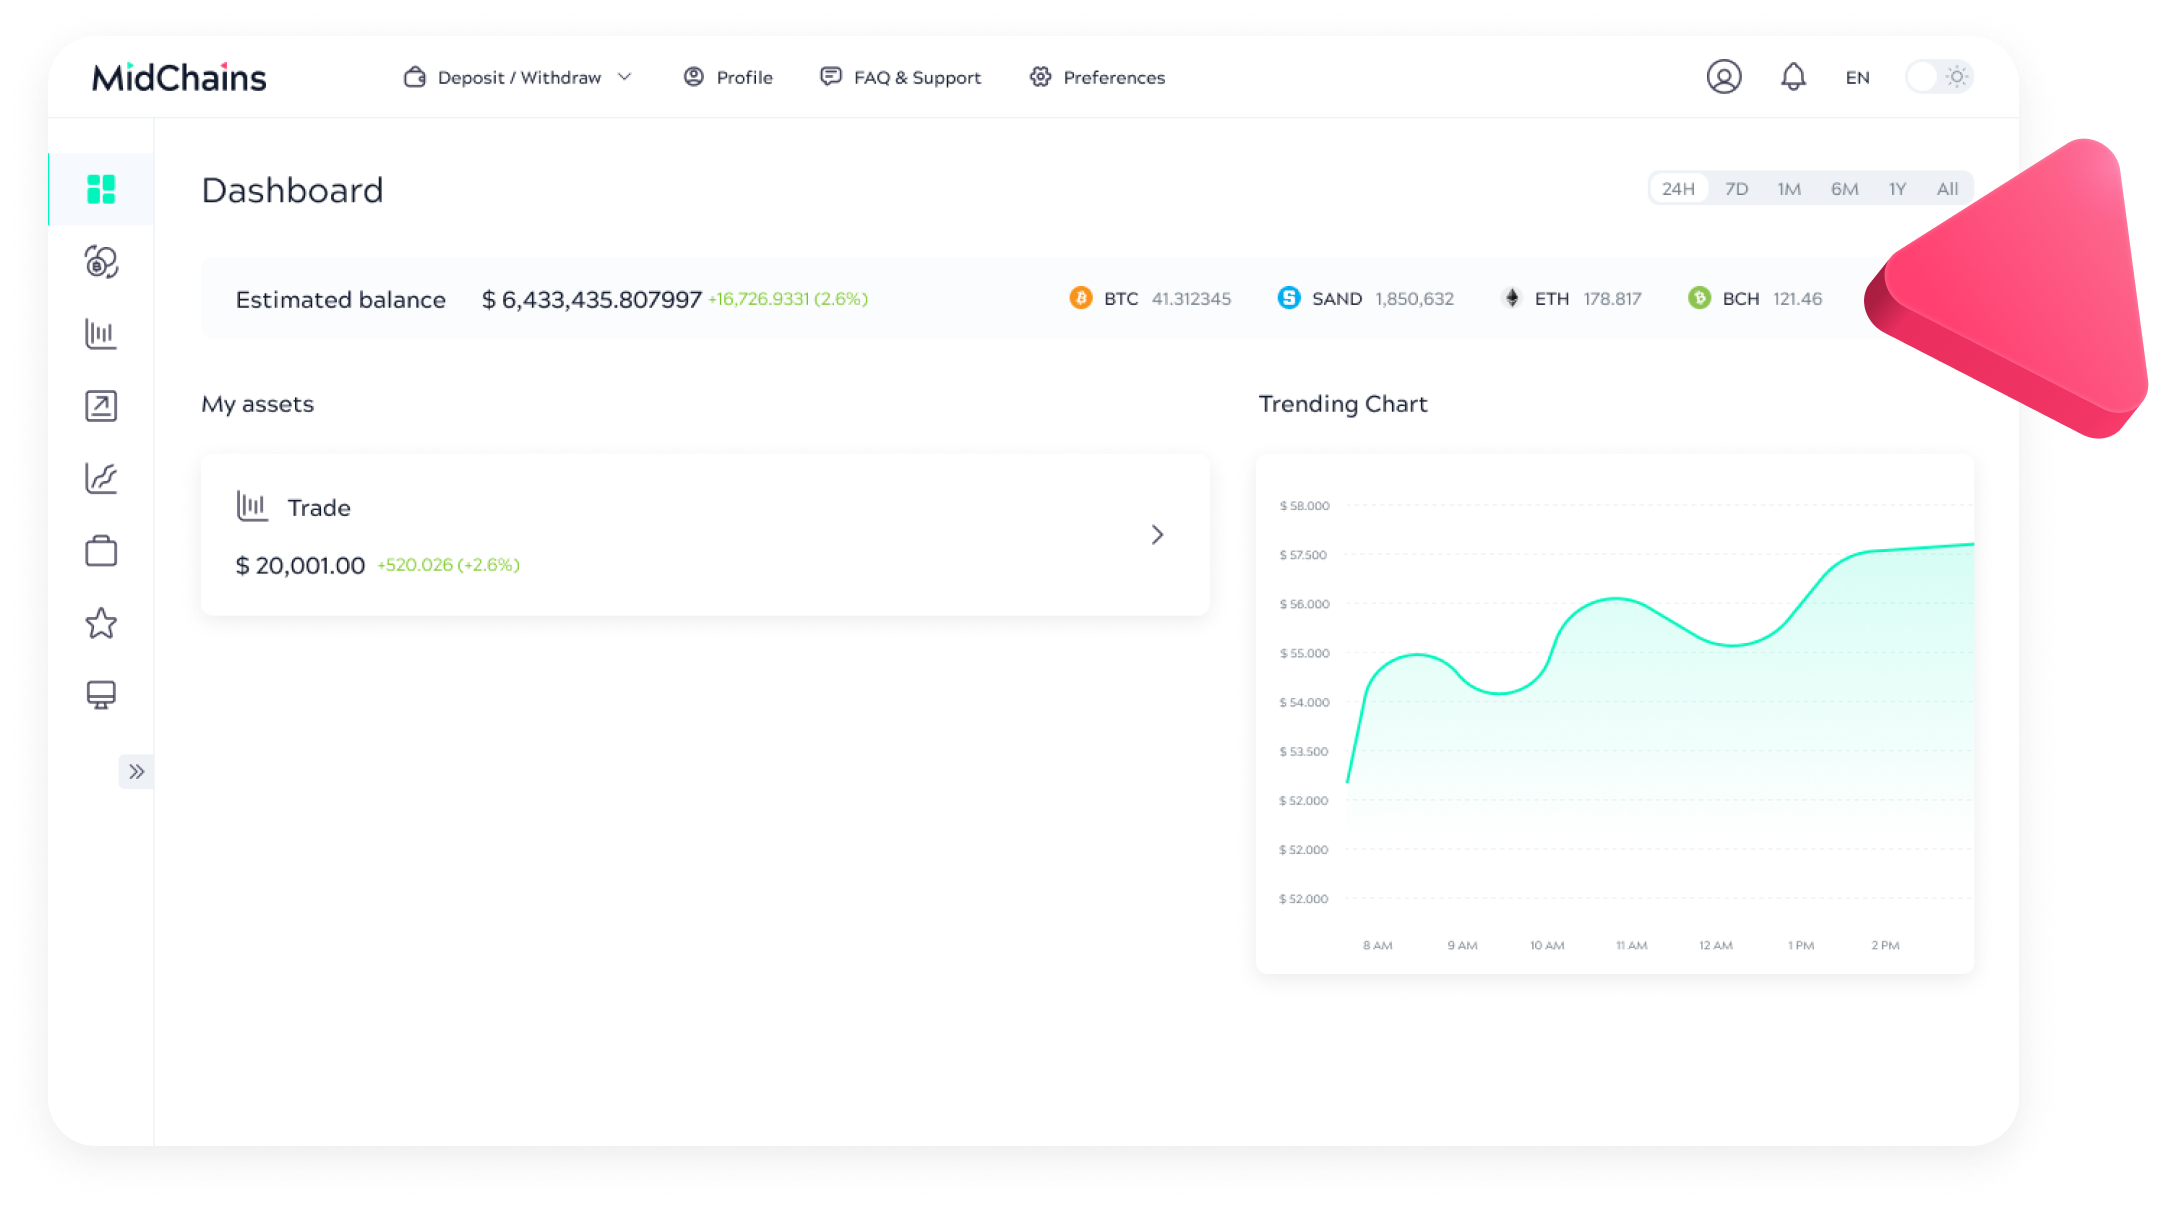 MidChains
Deposit / Withdraw
Profile
FAQ & Support
Preferences
EN
Dashboard
24H 7D 1M 6M 1Y All
Estimated balance $ 6,433,435.807997 +16,726.9331 (2.6%)
BTC 41.312345
SAND 1,850,632
ETH 178.817
BCH 121.46
My assets
Trade
$ 20,001.00 +520.026 (+2.6%)
Trending Chart
$ 58.000
$ 57.500
$ 56.000
$ 55.000
$ 54.000
$ 53.500
$ 52.000
$ 52.000
$ 52.000
8 AM 9 AM 10 AM 11 AM 12 AM 1 PM 2 PM